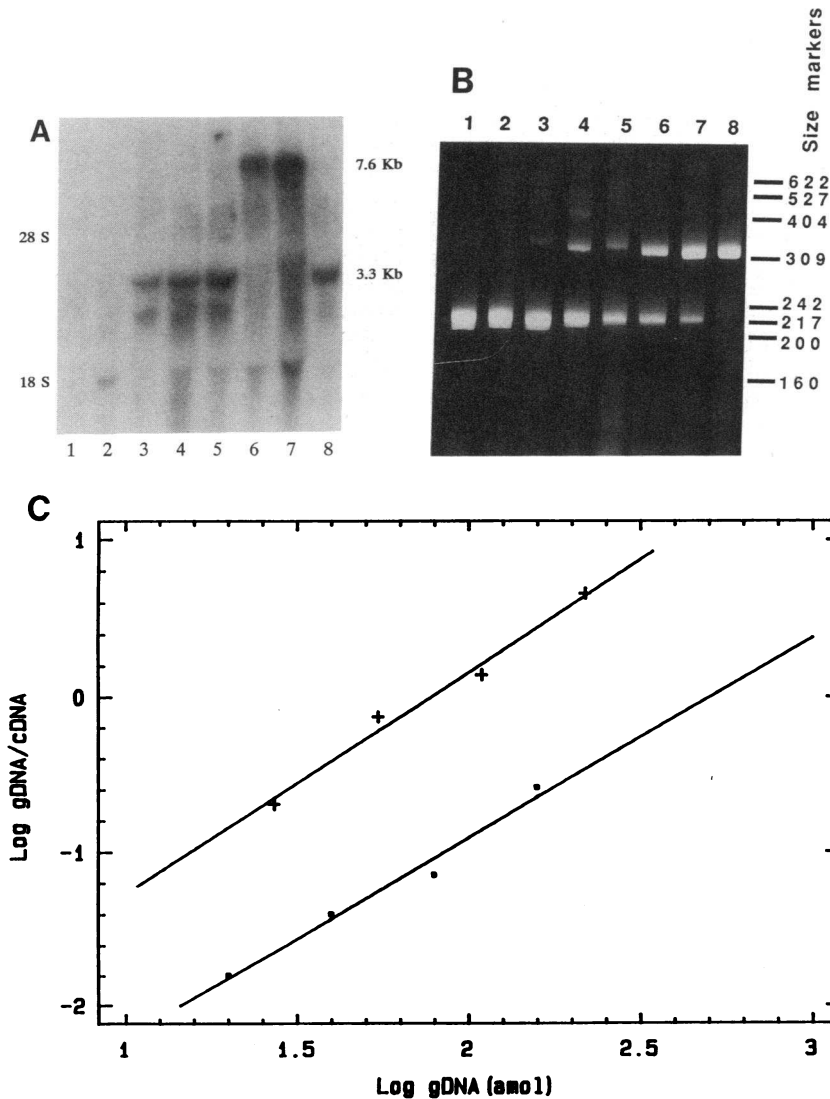 A
28 S
18 S
7.6 Kb
3.3 Kb
1 2 3 4 5 6 7 8
B
1 2 3 4 5 6 7 8
Size markers
622
527
404
309
242
217
200
160
C
Log gDNA/cDNA
1
0
-1
-2
1 1.5 2 2.5 3
Log gDNA (amol)